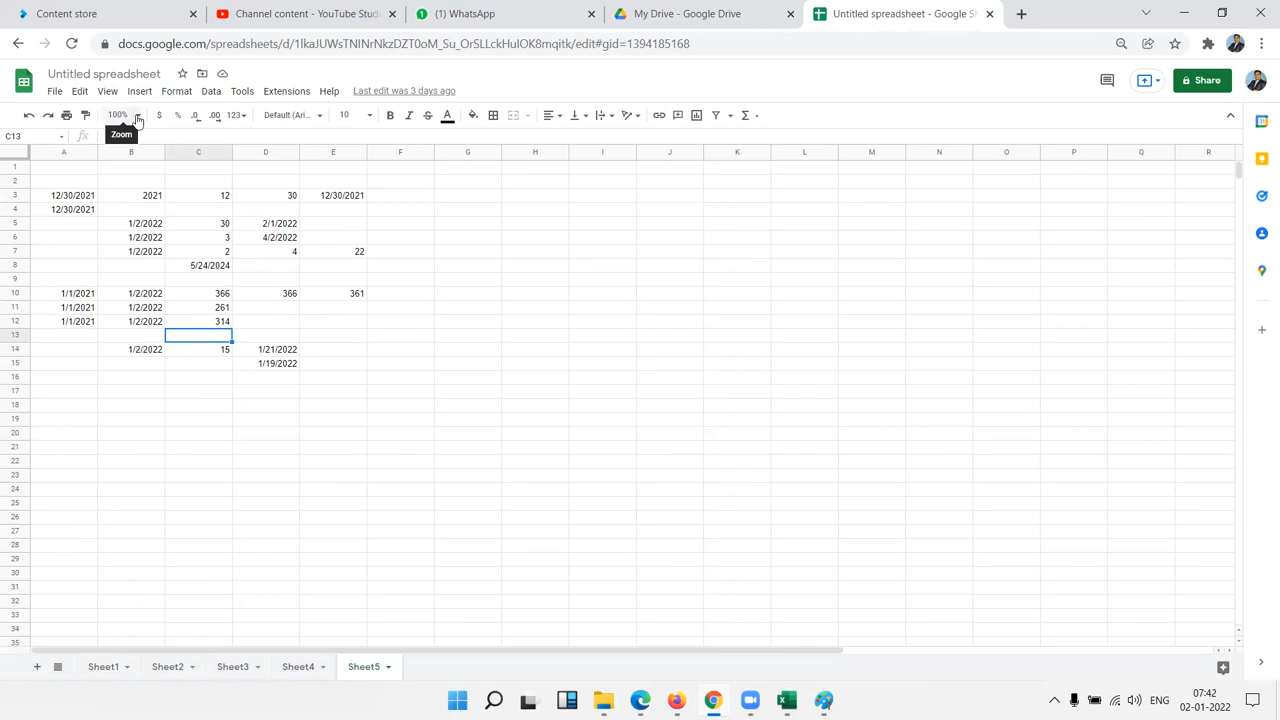 Content store
Channel content - YouTube Stud
(1) WhatsApp
My Drive - Google Drive
Untitled spreadsheet - Google Sh
docs.google.com/spreadsheets/d/1lkaJUWsTNINrNkzDZT0oM_Su_OrSLLckHuIOK0mqitk/edit#gid=1394185168
Untitled spreadsheet
File Edit View Insert Format Data Tools Extensions Help Last edit was 3 days ago
Share
100% $ % .0 .00 123 Default (Ari... 10 B I S A
Zoom
C13 fx
A B C D E F G H I J K L M N O P Q R
1
2
3 12/30/2021 2021 12 30 12/30/2021
4 12/30/2021
5 1/2/2022 30 2/1/2022
6 1/2/2022 3 4/2/2022
7 1/2/2022 2 4 22
8 5/24/2024
9
10 1/1/2021 1/2/2022 366 366 361
11 1/1/2021 1/2/2022 261
12 1/1/2021 1/2/2022 314
13
14 1/2/2022 15 1/21/2022
15 1/19/2022
16
17
18
19
20
21
22
23
24
25
26
27
28
29
30
31
32
33
34
35
Sheet1 Sheet2 Sheet3 Sheet4 Sheet5
ENG
07:42
02-01-2022